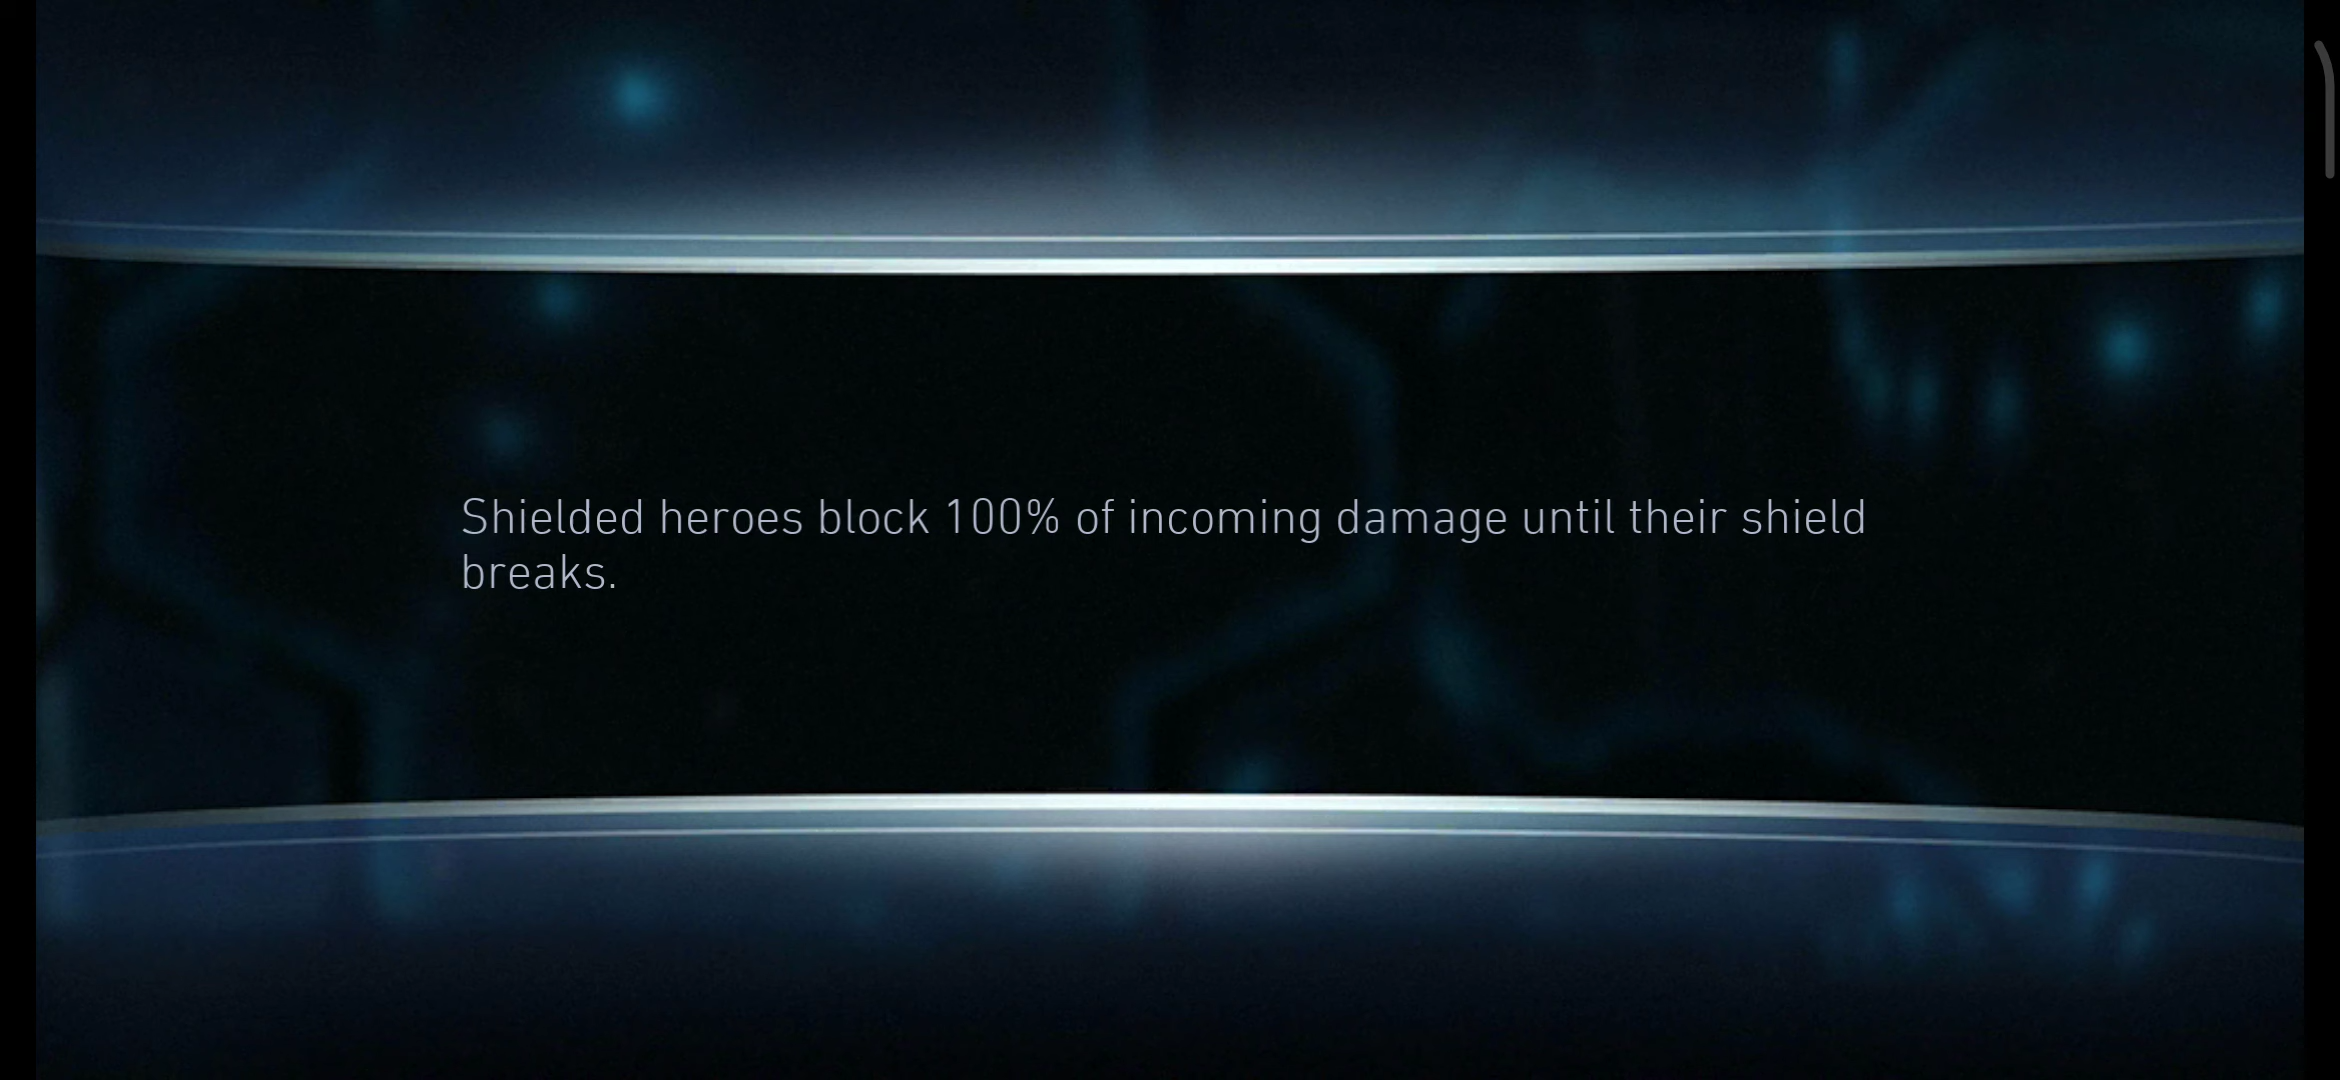 Shielded heroes block 100% of incoming damage until their shield
breaks.